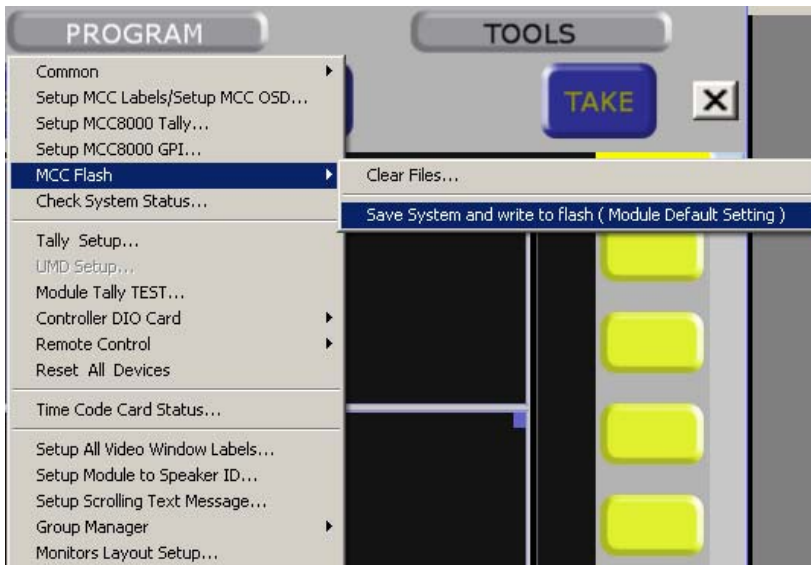 PROGRAM
TOOLS
TAKE
Common
Setup MCC Labels/Setup MCC OSD...
Setup MCC8000 Tally...
Setup MCC8000 GPI...
MCC Flash
Clear Files...
Check System Status...
Save System and write to flash ( Module Default Setting )
Tally Setup...
UMD Setup...
Module Tally TEST...
Controller DIO Card
Remote Control
Reset All Devices
Time Code Card Status...
Setup All Video Window Labels...
Setup Module to Speaker ID...
Setup Scrolling Text Message...
Group Manager
Monitors Layout Setup...